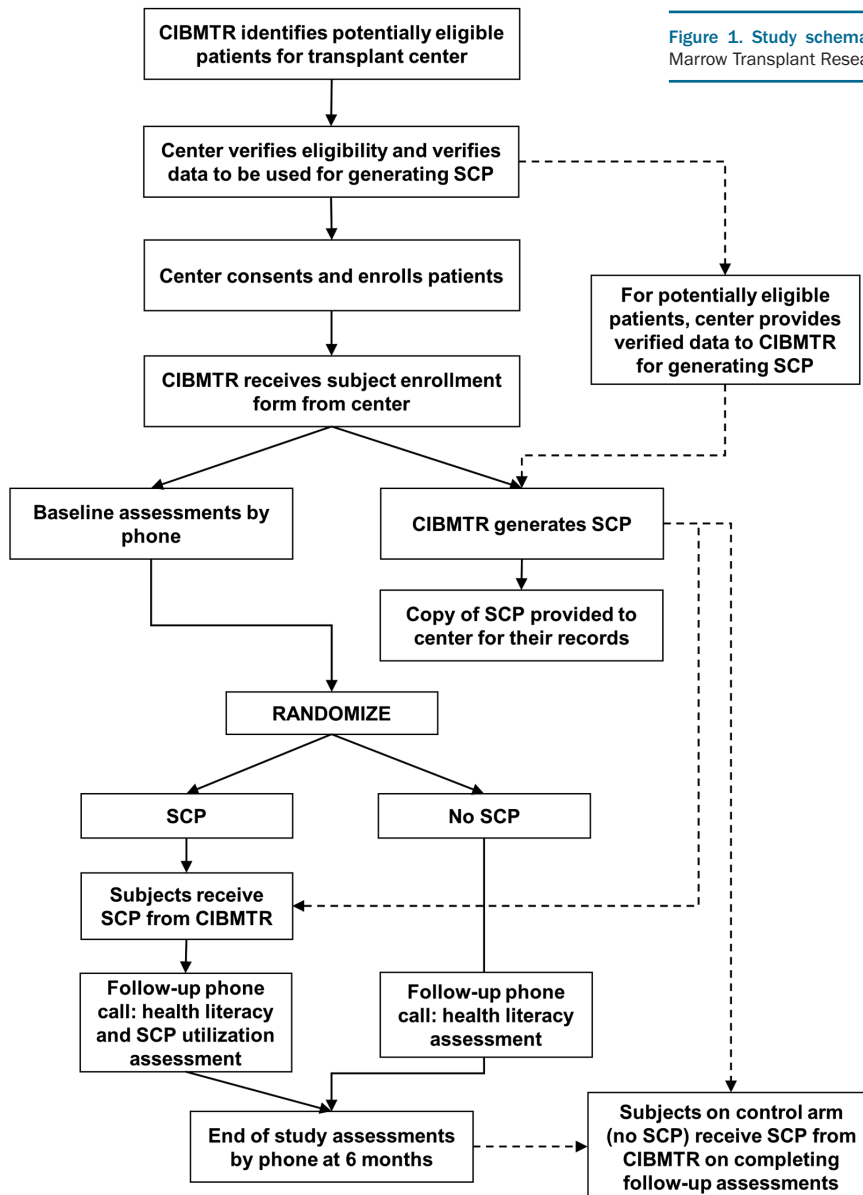 CIBMTR identifies potentially eligible
patients for transplant center
Figure 1. Study schema
Marrow Transplant Resea
Center verifies eligibility and verifies
data to be used for generating SCP
Center consents and enrolls patients
For potentially eligible
patients, center provides
verified data to CIBMTR
for generating SCP
CIBMTR receives subject enrollment
form from center
Baseline assessments by
phone
CIBMTR generates SCP
Copy of SCP provided to
center for their records
RANDOMIZE
SCP
No SCP
Subjects receive
SCP from CIBMTR
Follow-up phone
call: health literacy
and SCP utilization
assessment
Follow-up phone
call: health literacy
assessment
End of study assessments
by phone at 6 months
Subjects on control arm
(no SCP) receive SCP from
CIBMTR on completing
follow-up assessments